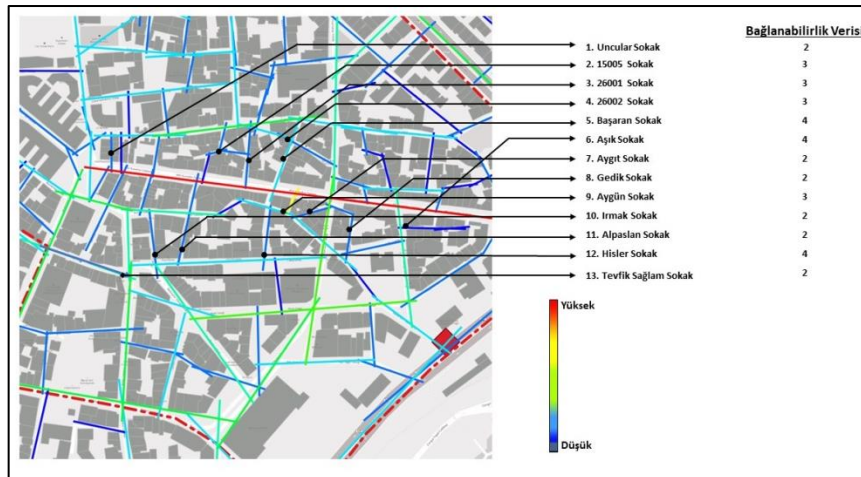 Bağlanabilirlik Verisi
1. Uncular Sokak 2
2. 15005 Sokak 3
3. 26001 Sokak 3
4. 26002 Sokak 3
5. Başaran Sokak 4
6. Aşık Sokak 4
7. Aygıt Sokak 2
8. Gedik Sokak 2
9. Aygün Sokak 3
10. Irmak Sokak 2
11. Alpaslan Sokak 2
12. Hisler Sokak 4
13. Tevfik Sağlam Sokak 2
Yüksek
Düşük